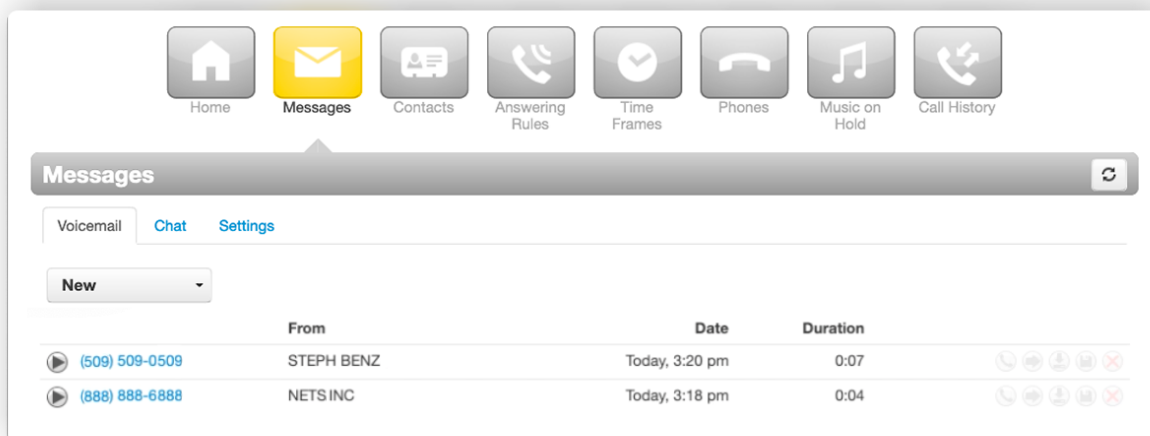 Home Messages Contacts Answering Rules Time Frames Phones Music on Hold Call History
Messages
Voicemail Chat Settings
New
From Date Duration
(509) 509-0509 STEPH BENZ Today, 3:20 pm 0:07
(888) 888-6888 NETS INC Today, 3:18 pm 0:04